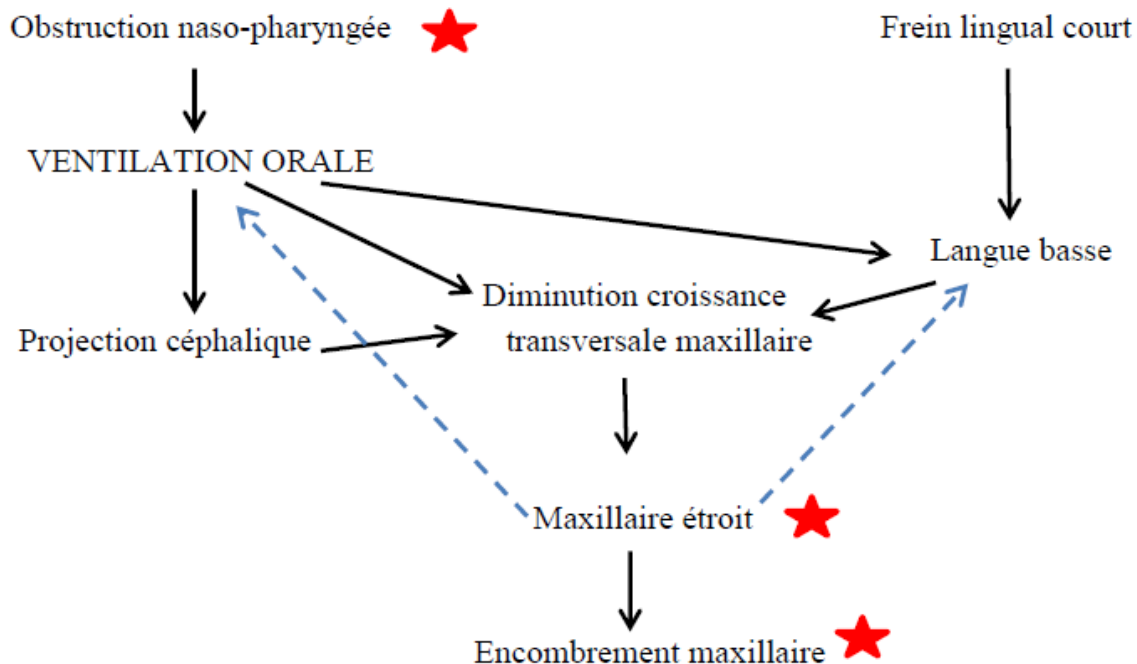 Obstruction naso-pharyngée
Frein lingual court
VENTILATION ORALE
Langue basse
Diminution croissance
transversale maxillaire
Projection céphalique
Maxillaire étroit
Encombrement maxillaire